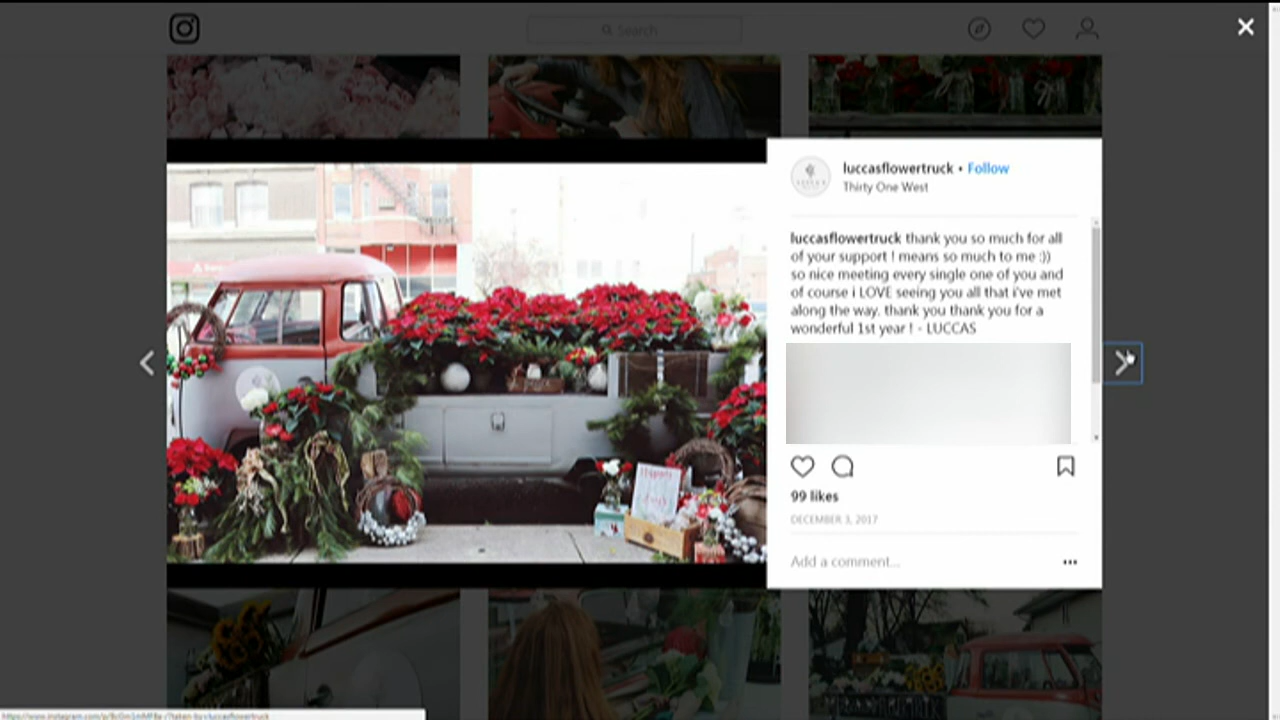 Search
luccasflowertruck • Follow
Thirty One West
luccasflowertruck thank you so much for all
of your support ! means so much to me :))
so nice meeting every single one of you and
of course i LOVE seeing you all that i've met
along the way. thank you thank you for a
wonderful 1st year ! - LUCCAS
99 likes
DECEMBER 3, 2017
Add a comment...